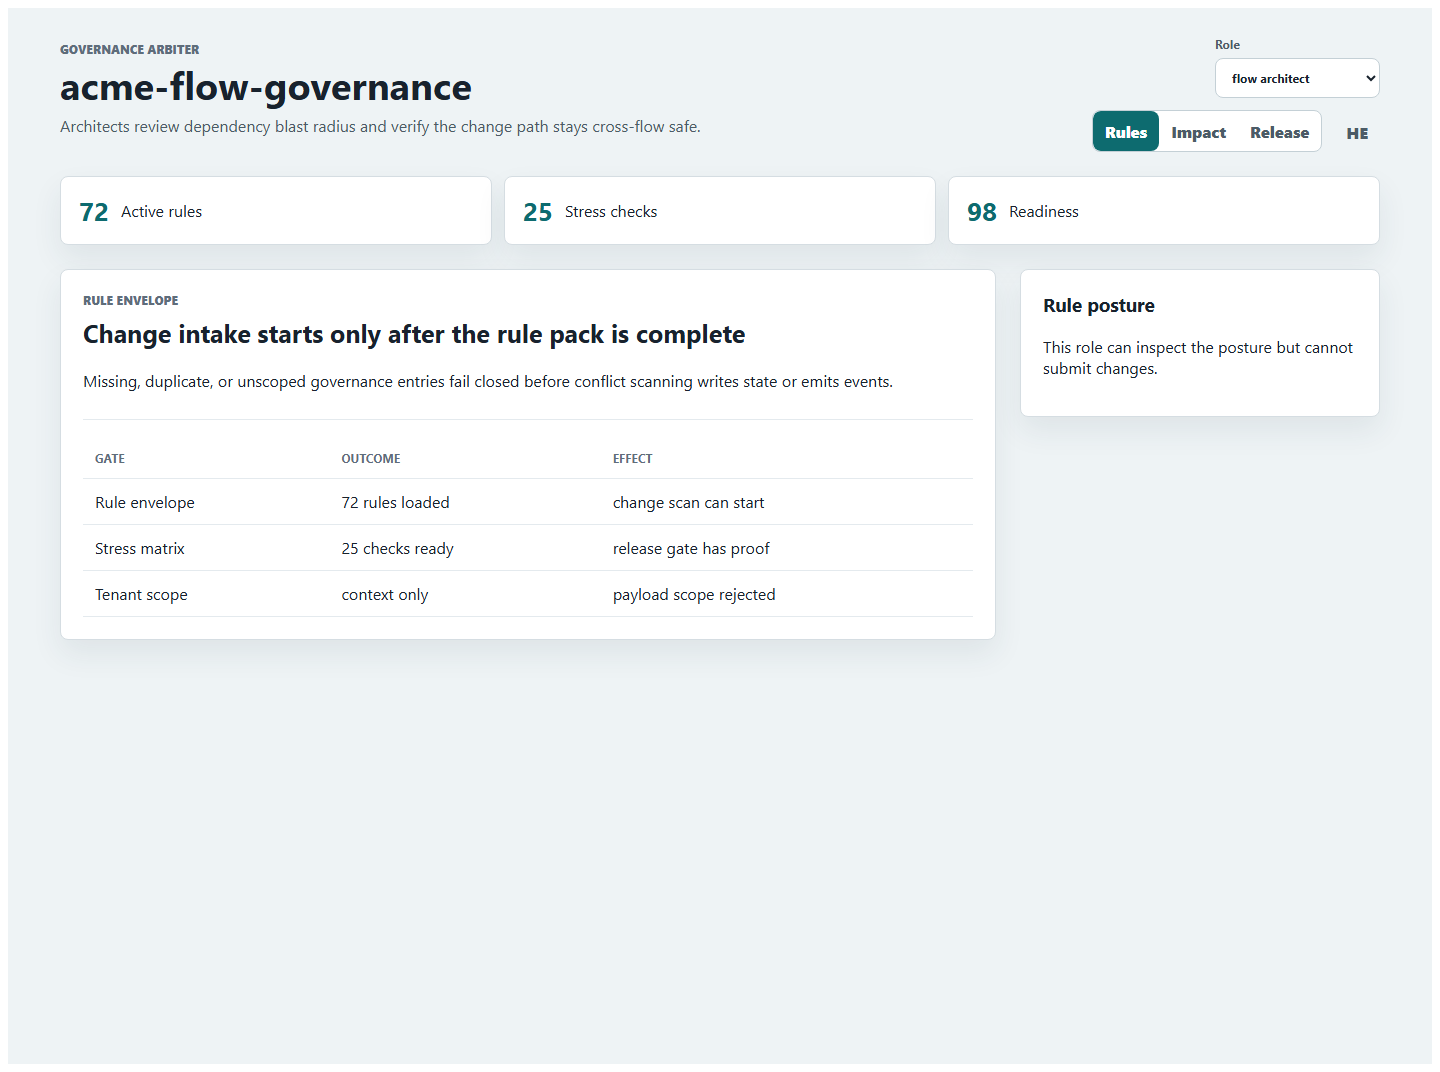 GOVERNANCE ARBITER
acme-flow-governance
Architects review dependency blast radius and verify the change path stays cross-flow safe.
Role
flow architect
Rules Impact Release HE
72 Active rules
25 Stress checks
98 Readiness
RULE ENVELOPE
Change intake starts only after the rule pack is complete
Missing, duplicate, or unscoped governance entries fail closed before conflict scanning writes state or emits events.
GATE OUTCOME EFFECT
Rule envelope 72 rules loaded change scan can start
Stress matrix 25 checks ready release gate has proof
Tenant scope context only payload scope rejected
Rule posture
This role can inspect the posture but cannot
submit changes.